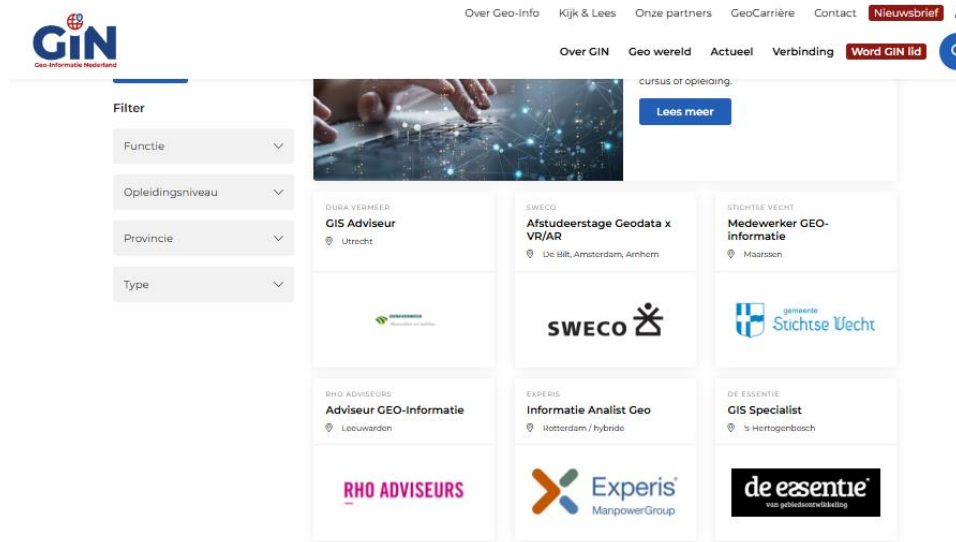 Over Geo-Info Kijk & Lees Onze partners GeoCarrière Contact Nieuwsbrief
GiN
Geo-Informatie Nederland
Over GIN Geo wereld Actueel Verbinding Word GIN lid
cursus of opleiding.
Lees meer
Filter
Functie
Opleidingsniveau
Provincie
Type
DURA VERMEER
GIS Adviseur
Utrecht
SWECO
Afstudeerstage Geodata x
VR/AR
De Bilt, Amsterdam, Arnhem
STICHTSE VECHT
Medewerker GEO-
informatie
Maarssen
DURAVERMEER
SWECO
gemeente
Stichtse Vecht
RHO ADVISEURS
Adviseur GEO-Informatie
Leeuwarden
EXPERIS
Informatie Analist Geo
Rotterdam / hybride
DE ESSENTIE
GIS Specialist
's-Hertogenbosch
RHO ADVISEURS
Experis
ManpowerGroup
de essentie
van gebiedsontwikkeling